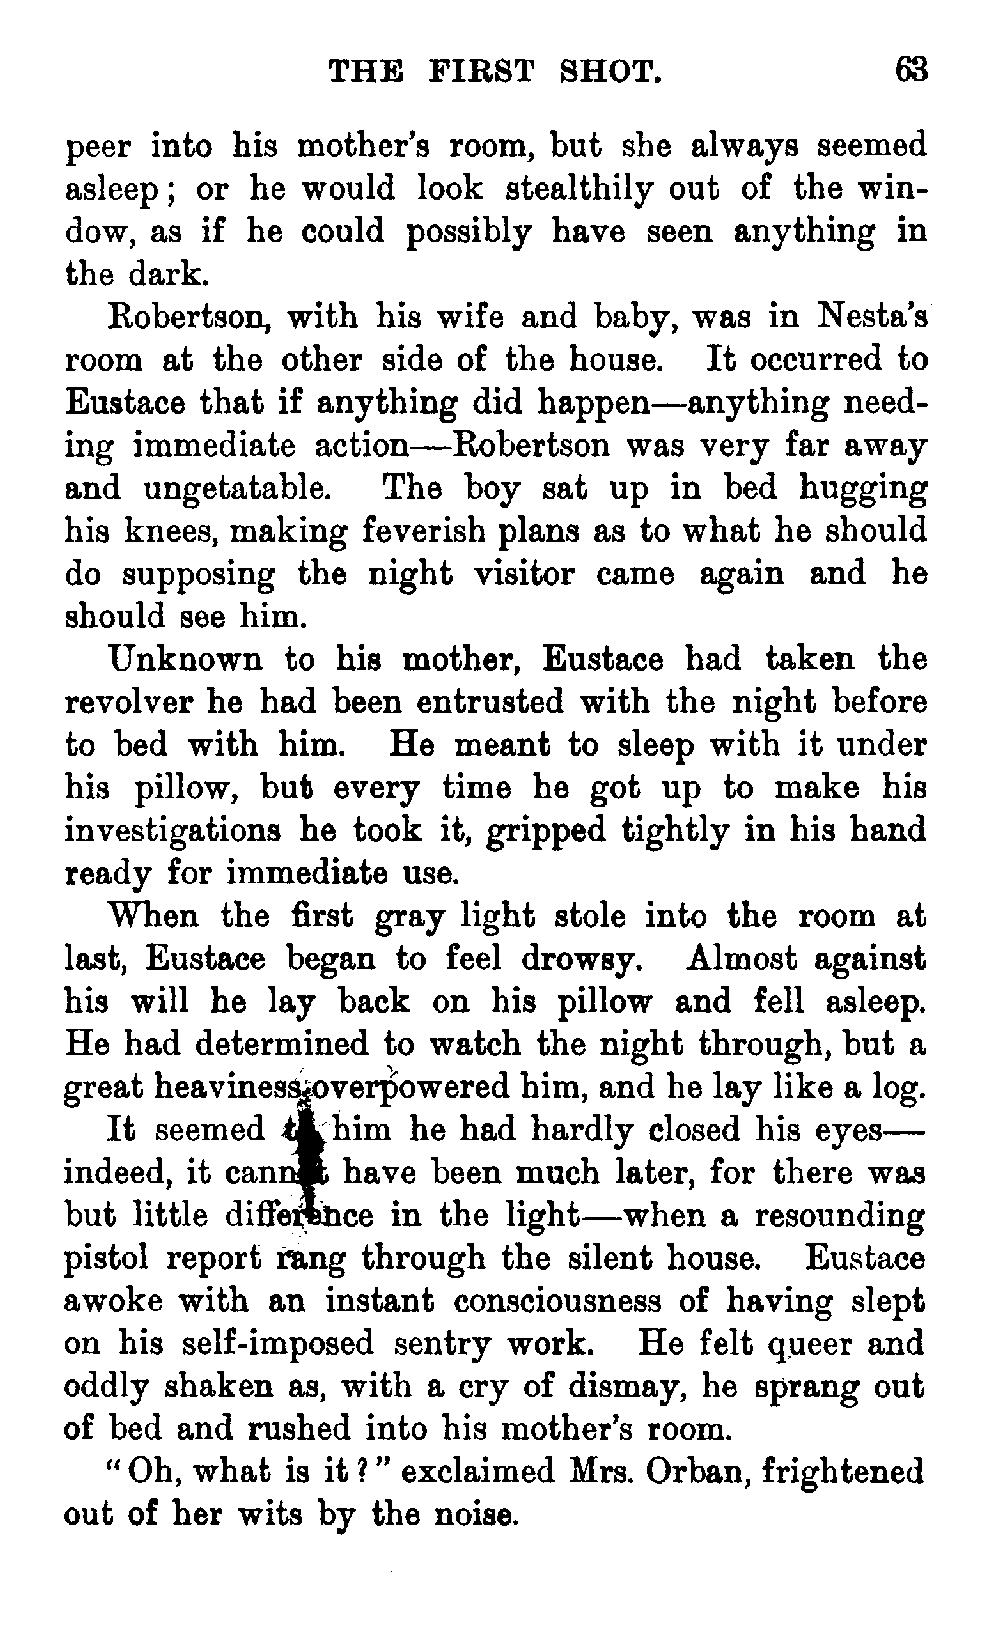 THE FIRST SHOT. 63
peer into his mother's room, but she always seemed
asleep; or he would look stealthily out of the win-
dow, as if he could possibly have seen anything in
the dark.
Robertson, with his wife and baby, was in Nesta's
room at the other side of the house. It occurred to
Eustace that if anything did happen—anything need-
ing immediate action—Robertson was very far away
and ungetatable. The boy sat up in bed hugging
his knees, making feverish plans as to what he should
do supposing the night visitor came again and he
should see him.
Unknown to his mother, Eustace had taken the
revolver he had been entrusted with the night before
to bed with him. He meant to sleep with it under
his pillow, but every time he got up to make his
investigations he took it, gripped tightly in his hand
ready for immediate use.
When the first gray light stole into the room at
last, Eustace began to feel drowsy. Almost against
his will he lay back on his pillow and fell asleep.
He had determined to watch the night through, but a
great heaviness overpowered him, and he lay like a log.
It seemed to him he had hardly closed his eyes—
indeed, it cannot have been much later, for there was
but little difference in the light—when a resounding
pistol report rang through the silent house. Eustace
awoke with an instant consciousness of having slept
on his self-imposed sentry work. He felt queer and
oddly shaken as, with a cry of dismay, he sprang out
of bed and rushed into his mother's room.
"Oh, what is it?" exclaimed Mrs. Orban, frightened
out of her wits by the noise.